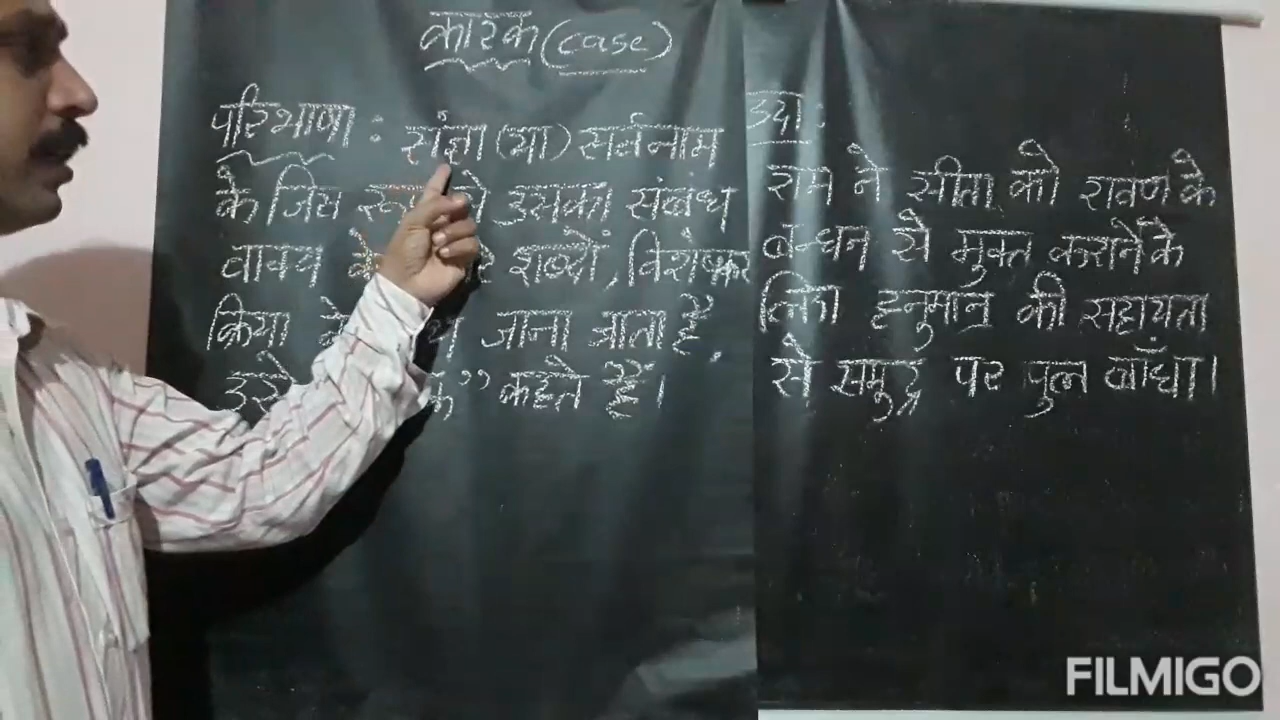 कारक (case)
परिभाषा : संज्ञा (या) सर्वनाम
के जिस रूप से उसका संबंध
वाक्य के शब्दों, विशेषकर
क्रिया के जाना जाता है,
उसे क" कहते हैं।
उदा :
राम ने सीता को रावण के
बन्धन से मुक्त कराने के
लिए हनुमान की सहायता
से समुद्र पर पुल बाँधा।
FILMIGO